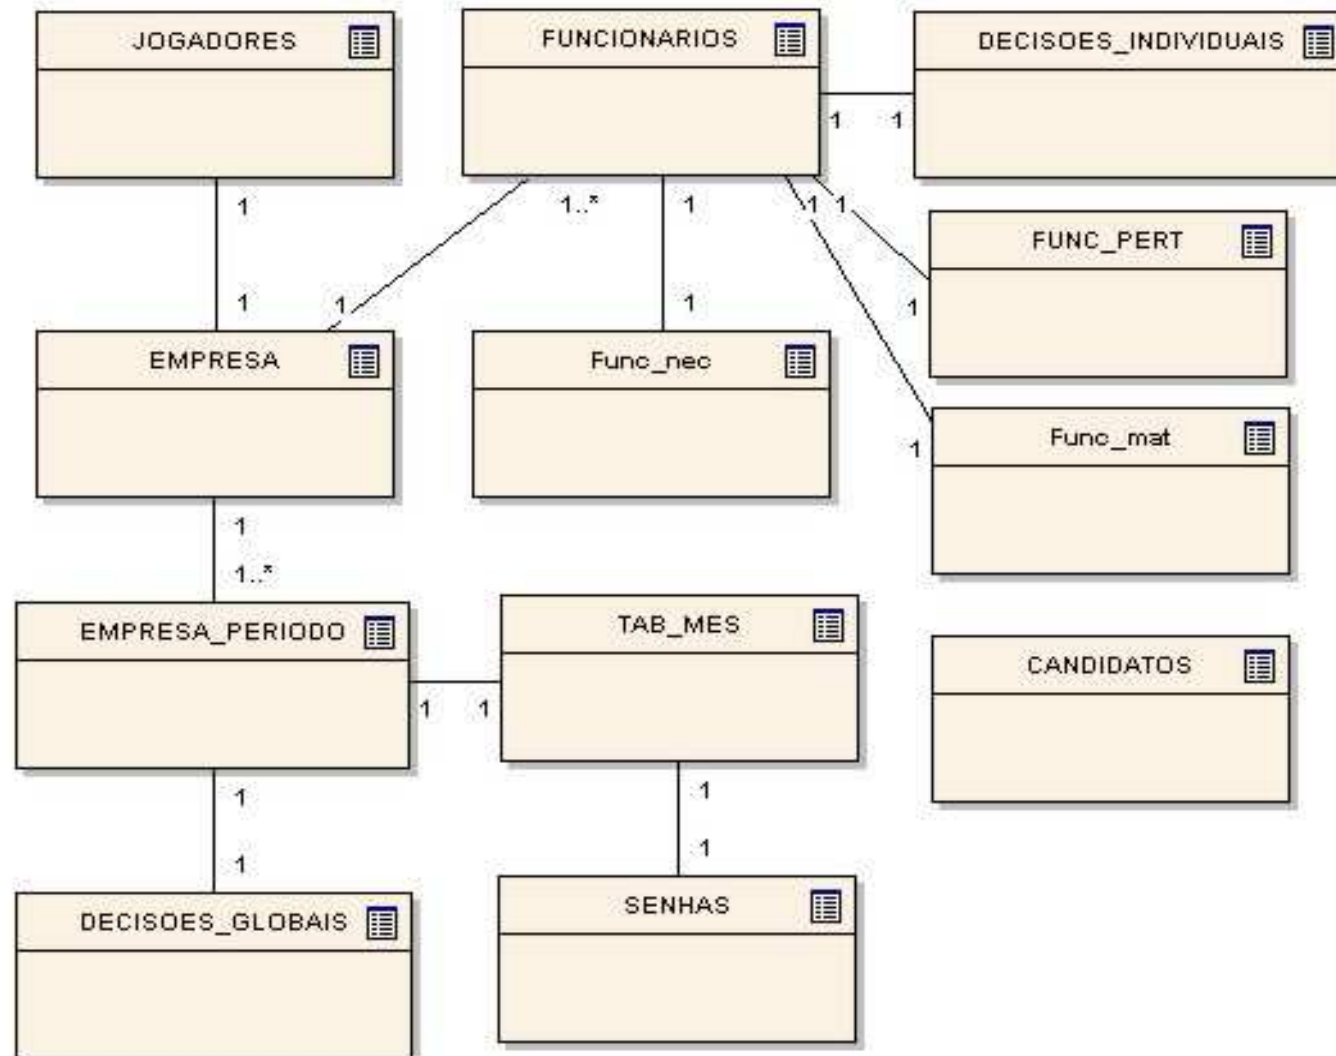 JOGADORES
FUNCIONARIOS
DECISOES_INDIVIDUAIS
1 1
1 1..* 1 1 1
FUNC_PERT
1 1 1 1
EMPRESA
Func_nec
Func_mat
1
1
1..*
EMPRESA_PERIODO
TAB_MES
CANDIDATOS
1 1
1 1
1 1
DECISOES_GLOBAIS
SENHAS